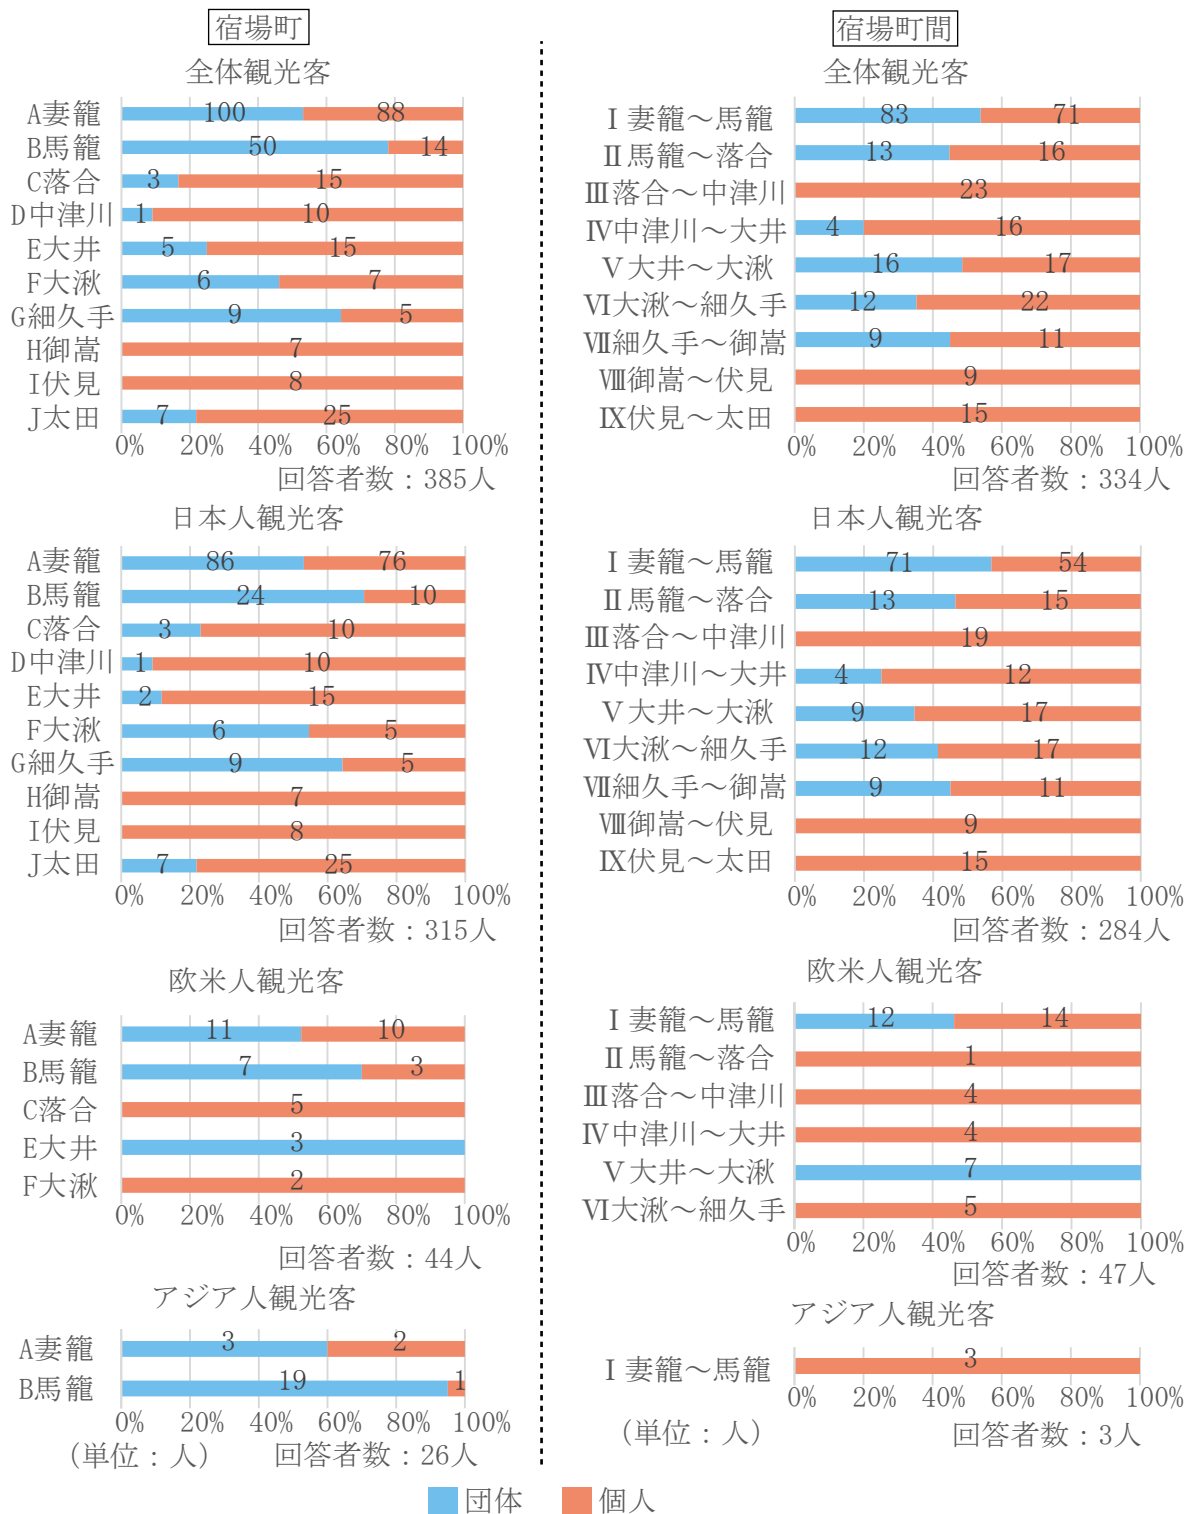 宿場町
全体観光客
A妻籠 100 88
B馬籠 50 14
C落合 3 15
D中津川 1 10
E大井 5 15
F大湫 6 7
G細久手 9 5
H御嵩 7
I伏見 8
J太田 7 25
0% 20% 40% 60% 80% 100%
回答者数：385人
日本人観光客
A妻籠 86 76
B馬籠 24 10
C落合 3 10
D中津川 1 10
E大井 2 15
F大湫 6 5
G細久手 9 5
H御嵩 7
I伏見 8
J太田 7 25
0% 20% 40% 60% 80% 100%
回答者数：315人
欧米人観光客
A妻籠 11 10
B馬籠 7 3
C落合 5
E大井 3
F大湫 2
0% 20% 40% 60% 80% 100%
回答者数：44人
アジア人観光客
A妻籠 3 2
B馬籠 19 1
0% 20% 40% 60% 80% 100%
（単位：人） 回答者数：26人
宿場町間
全体観光客
Ⅰ妻籠～馬籠 83 71
Ⅱ馬籠～落合 13 16
Ⅲ落合～中津川 23
Ⅳ中津川～大井 4 16
Ⅴ大井～大湫 16 17
Ⅵ大湫～細久手 12 22
Ⅶ細久手～御嵩 9 11
Ⅷ御嵩～伏見 9
Ⅸ伏見～太田 15
0% 20% 40% 60% 80% 100%
回答者数：334人
日本人観光客
Ⅰ妻籠～馬籠 71 54
Ⅱ馬籠～落合 13 15
Ⅲ落合～中津川 19
Ⅳ中津川～大井 4 12
Ⅴ大井～大湫 9 17
Ⅵ大湫～細久手 12 17
Ⅶ細久手～御嵩 9 11
Ⅷ御嵩～伏見 9
Ⅸ伏見～太田 15
0% 20% 40% 60% 80% 100%
回答者数：284人
欧米人観光客
Ⅰ妻籠～馬籠 12 14
Ⅱ馬籠～落合 1
Ⅲ落合～中津川 4
Ⅳ中津川～大井 4
Ⅴ大井～大湫 7
Ⅵ大湫～細久手 5
0% 20% 40% 60% 80% 100%
回答者数：47人
アジア人観光客
Ⅰ妻籠～馬籠 3
0% 20% 40% 60% 80% 100%
（単位：人） 回答者数：3人
団体 個人